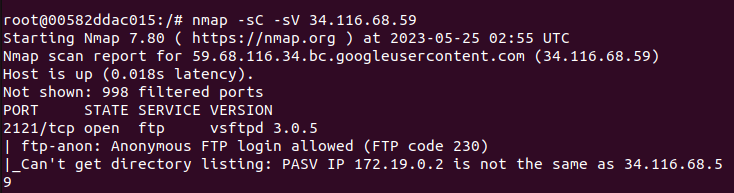 root@00582ddac015:/# nmap -sC -sV 34.116.68.59
Starting Nmap 7.80 ( https://nmap.org ) at 2023-05-25 02:55 UTC
Nmap scan report for 59.68.116.34.bc.googleusercontent.com (34.116.68.59)
Host is up (0.018s latency).
Not shown: 998 filtered ports
PORT     STATE SERVICE VERSION
2121/tcp open  ftp     vsftpd 3.0.5
| ftp-anon: Anonymous FTP login allowed (FTP code 230)
|_Can't get directory listing: PASV IP 172.19.0.2 is not the same as 34.116.68.5
9